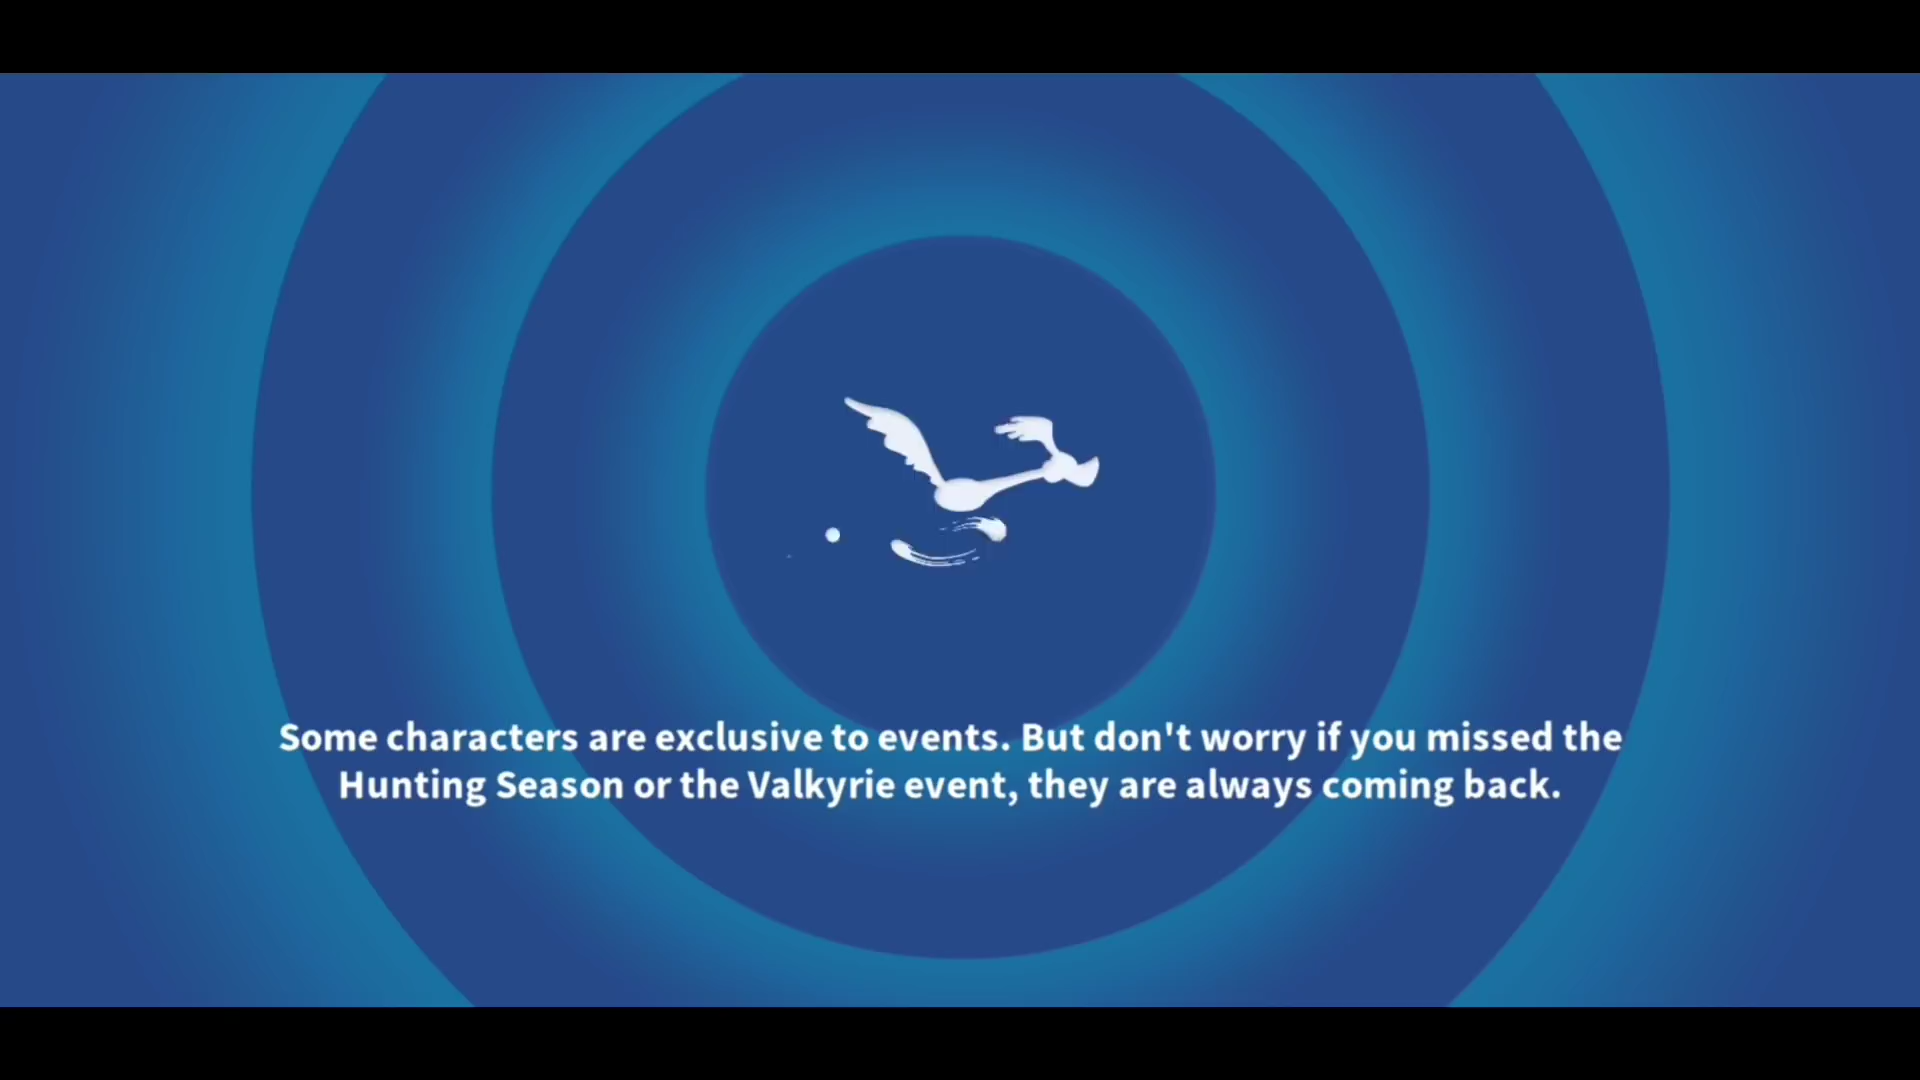 Some characters are exclusive to events. But don't worry if you missed the
Hunting Season or the Valkyrie event, they are always coming back.